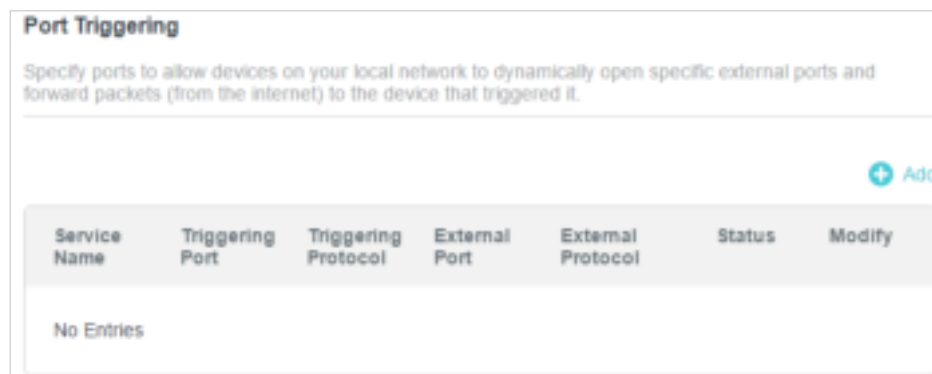 Port Triggering
Specify ports to allow devices on your local network to dynamically open specific external ports and
forward packets (from the internet) to the device that triggered it.
Add
Service Name Triggering Port Triggering Protocol External Port External Protocol Status Modify
No Entries